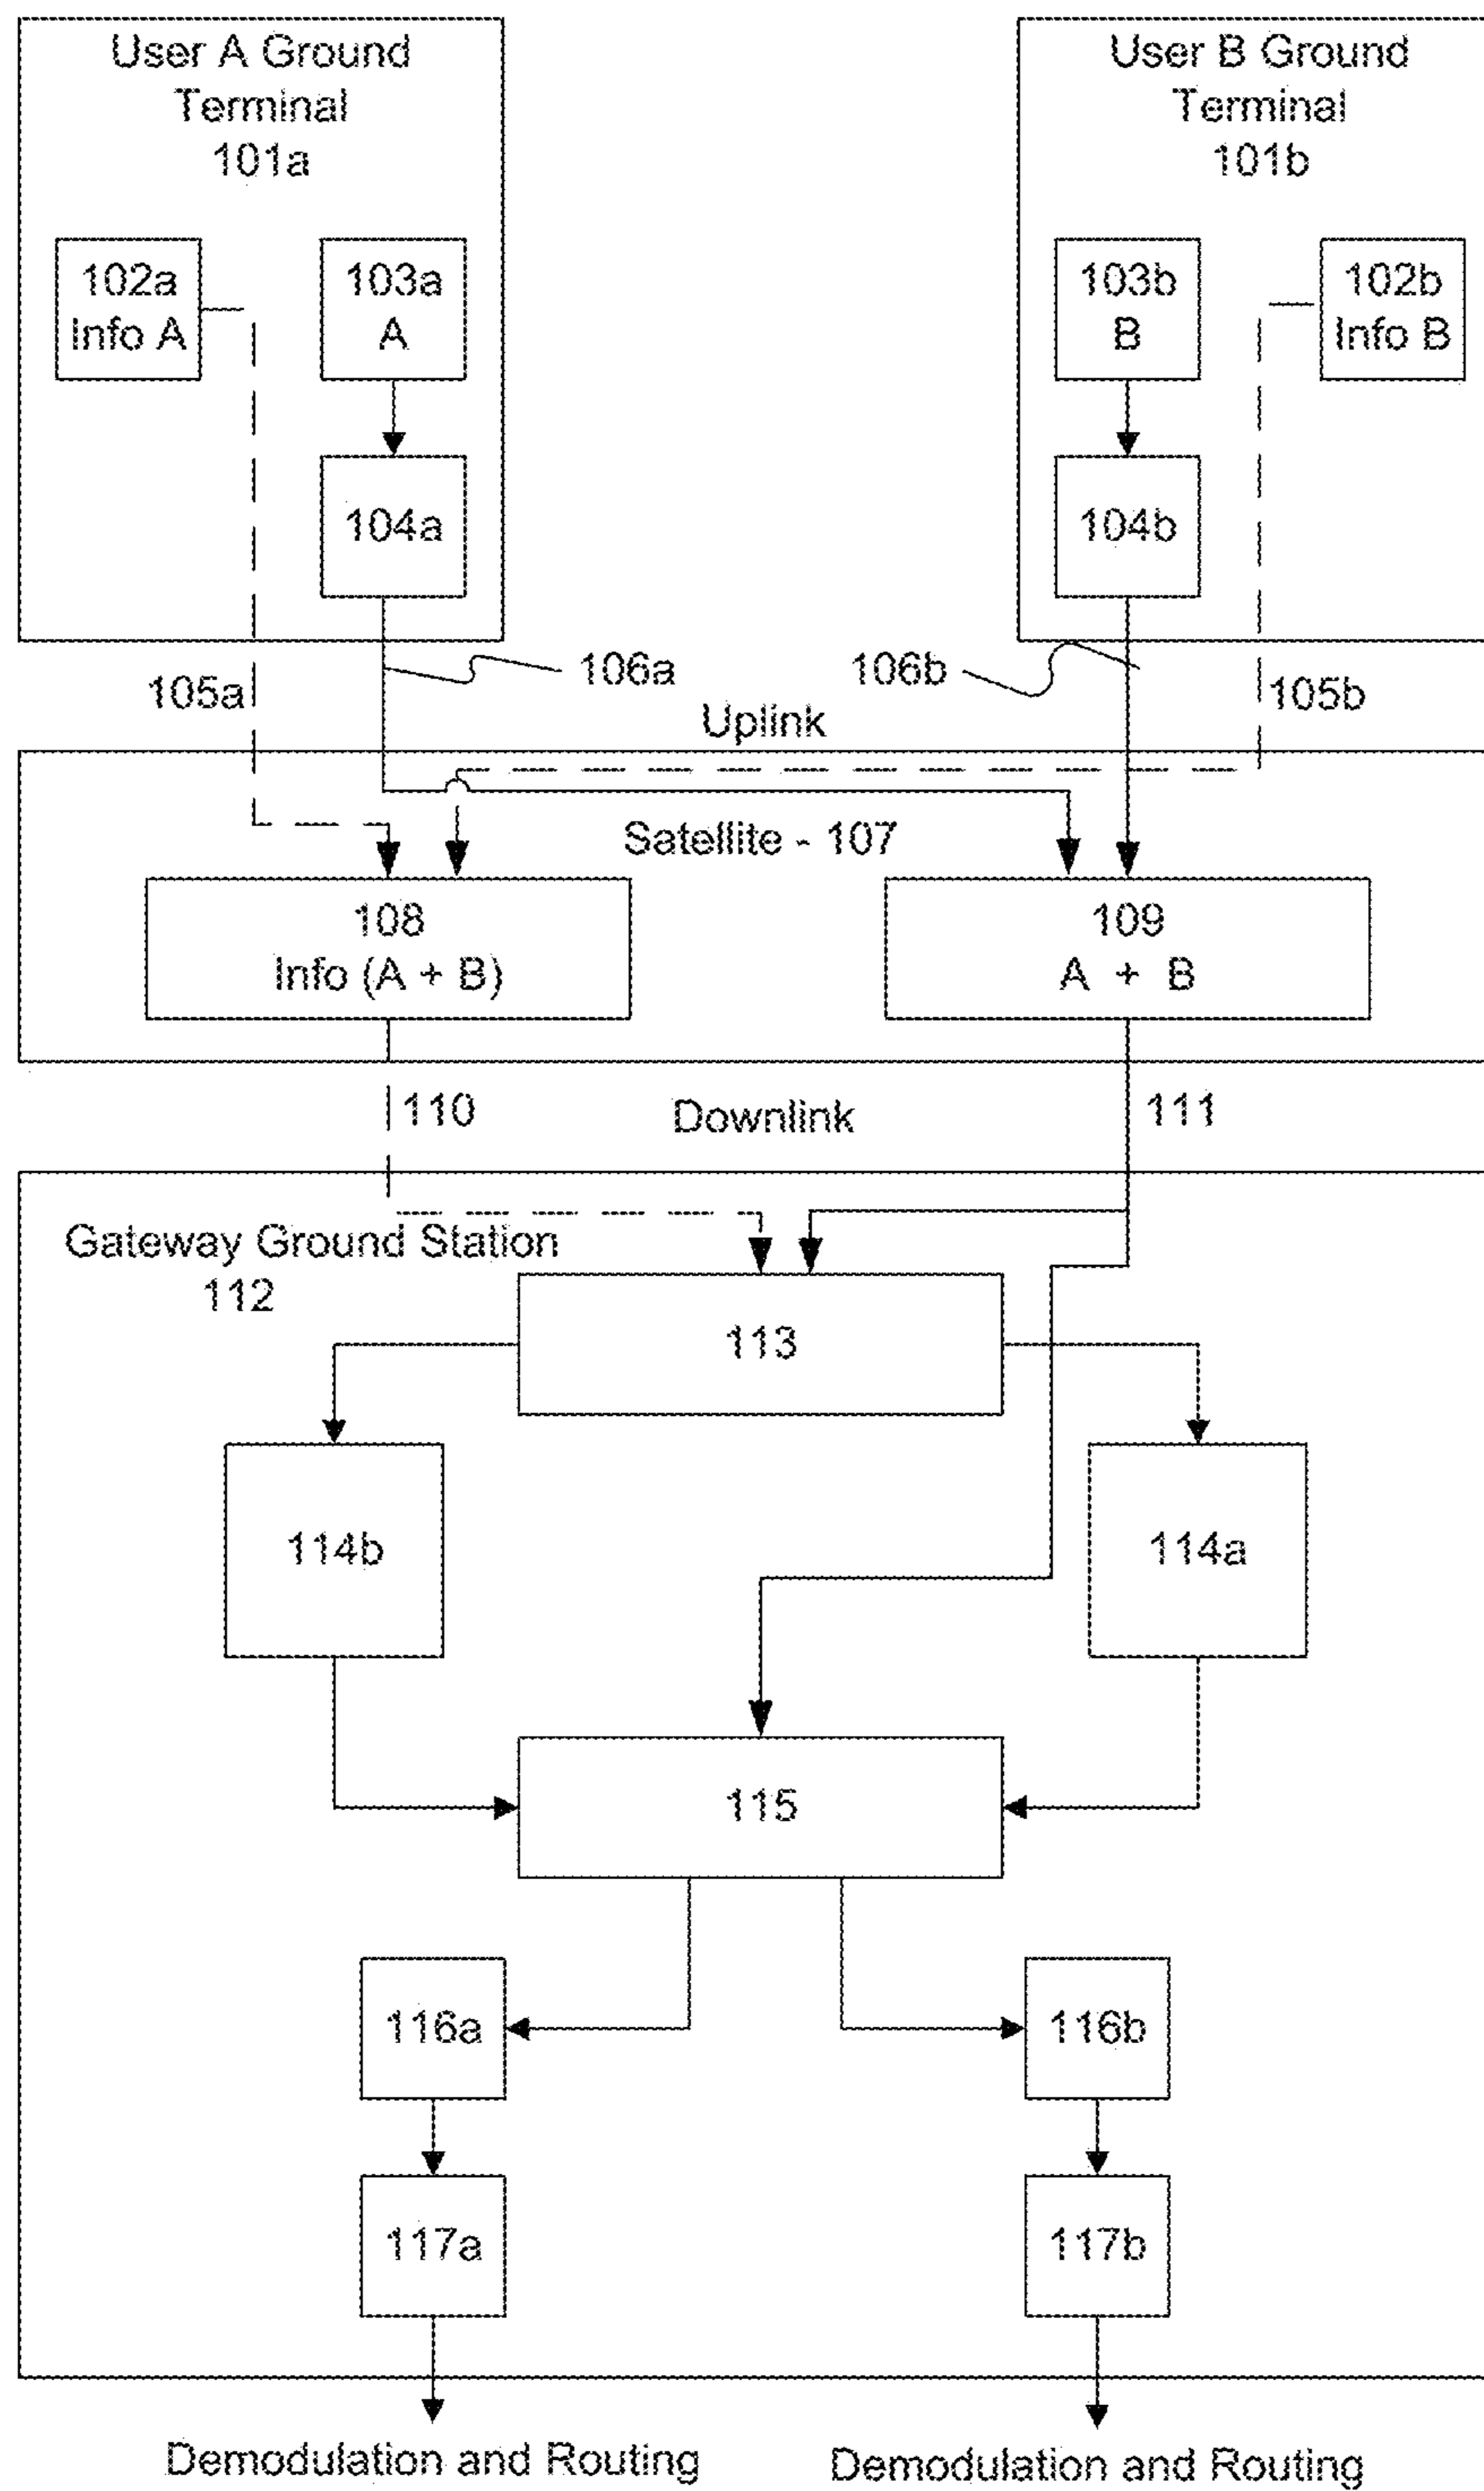 User A Ground
Terminal
101a
User B Ground
Terminal
101b
102a
Info A
103a
A
103b
B
102b
Info B
104a
104b
106a
106b
105a
105b
Uplink
Satellite - 107
108
Info (A + B)
109
A + B
110
Downlink
111
Gateway Ground Station
112
113
114b
114a
115
116a
116b
117a
117b
Demodulation and Routing
Demodulation and Routing